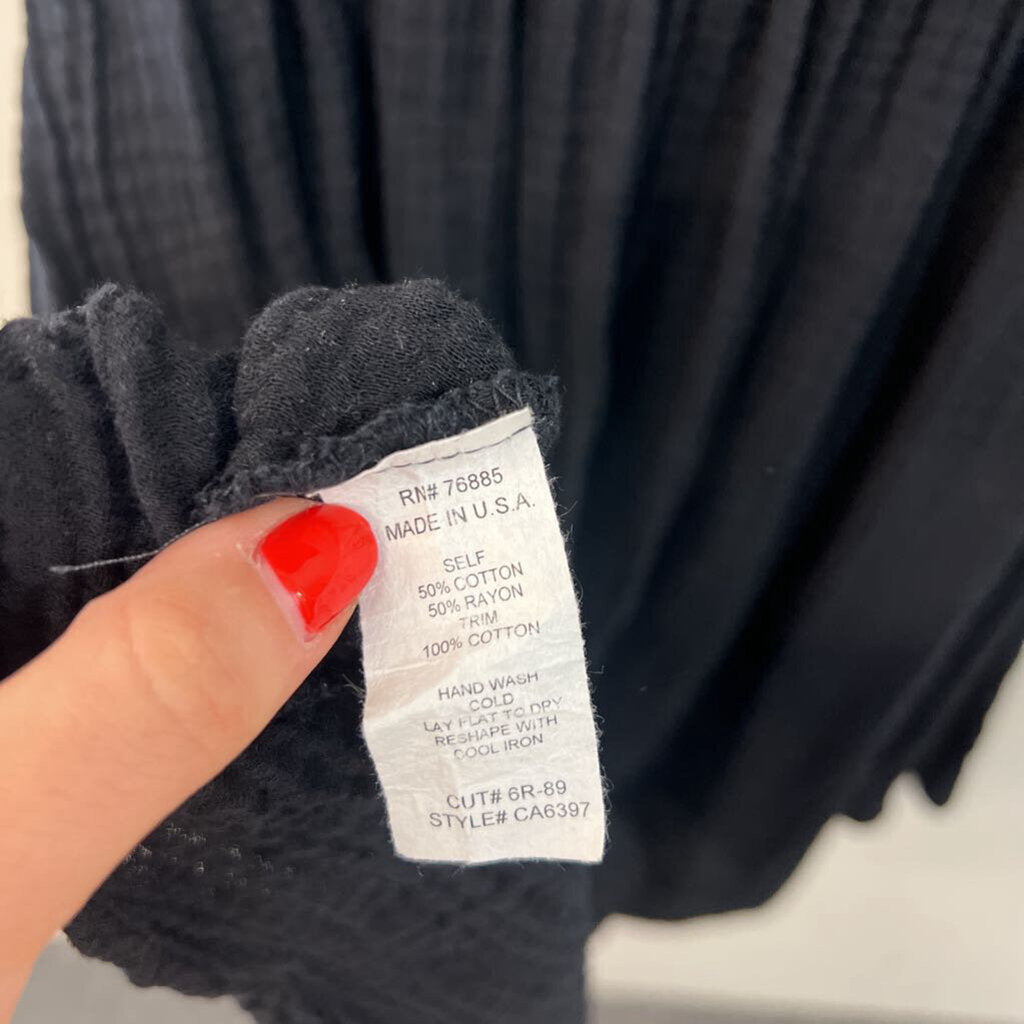 RN# 76885
MADE IN U.S.A.
SELF
50% COTTON
50% RAYON
TRIM
100% COTTON
HAND WASH
COLD
LAY FLAT TO DRY
RESHAPE WITH
COOL IRON
CUT# 6R-89
STYLE# CA6397